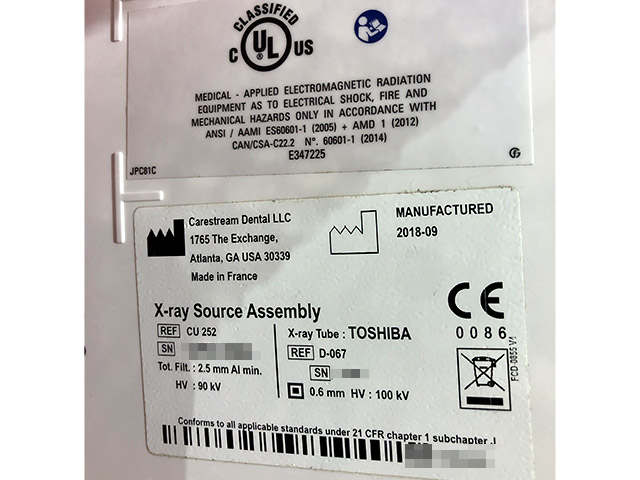 CLASSIFIED
C UL US
®
MEDICAL - APPLIED ELECTROMAGNETIC RADIATION
EQUIPMENT AS TO ELECTRICAL SHOCK, FIRE AND
MECHANICAL HAZARDS ONLY IN ACCORDANCE WITH
ANSI / AAMI ES60601-1 (2005) + AMD 1 (2012)
CAN/CSA-C22.2 N°. 60601-1 (2014)
E347225
JPC81C
Carestream Dental LLC
1765 The Exchange,
Atlanta, GA USA 30339
Made in France
MANUFACTURED
2018-09
X-ray Source Assembly
REF CU 252
SN
Tot. Filt. : 2.5 mm Al min.
HV : 90 kV
X-ray Tube : TOSHIBA
REF D-067
SN
0.6 mm HV : 100 kV
CE
0086
FCD-0855 V1
Conforms to all applicable standards under 21 CFR chapter 1 subchapter J